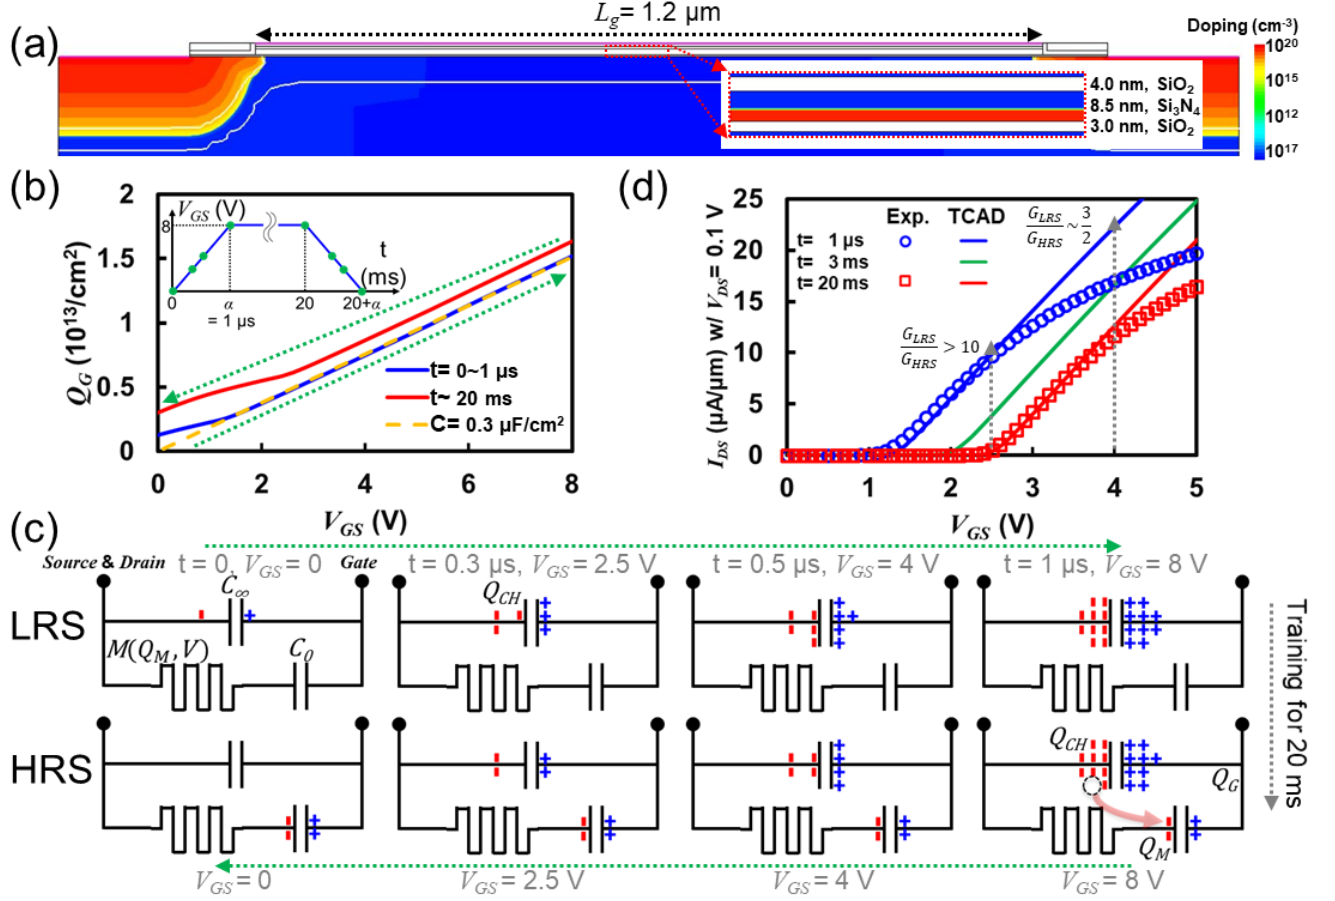 (a)
L_g = 1.2 μm
Doping (cm⁻³)
10²⁰
10¹⁵
10¹²
10¹⁷
4.0 nm, SiO₂
8.5 nm, Si₃N₄
3.0 nm, SiO₂
(b)
Q_G (10¹³/cm²)
2
1.5
1
0.5
0
0 2 4 6 8
V_GS (V)
V_GS (V)
8
t
(ms)
0 α 20 20+α
= 1 μs
t= 0~1 μs
t~ 20 ms
C= 0.3 μF/cm²
(d)
I_DS (μA/μm) w/ V_DS= 0.1 V
25
20
15
10
5
0
0 1 2 3 4 5
V_GS (V)
Exp. TCAD
t= 1 μs
t= 3 ms
t= 20 ms
G_LRS/G_HRS ~ 3/2
G_LRS/G_HRS > 10
(c)
Source & Drain t = 0, V_GS = 0 Gate
t = 0.3 μs, V_GS = 2.5 V
t = 0.5 μs, V_GS = 4 V
t = 1 μs, V_GS = 8 V
LRS
C_∞
Q_CH
M(Q_M, V)
C_0
Training for 20 ms
HRS
Q_CH
Q_G
Q_M
V_GS = 0
V_GS = 2.5 V
V_GS = 4 V
V_GS = 8 V